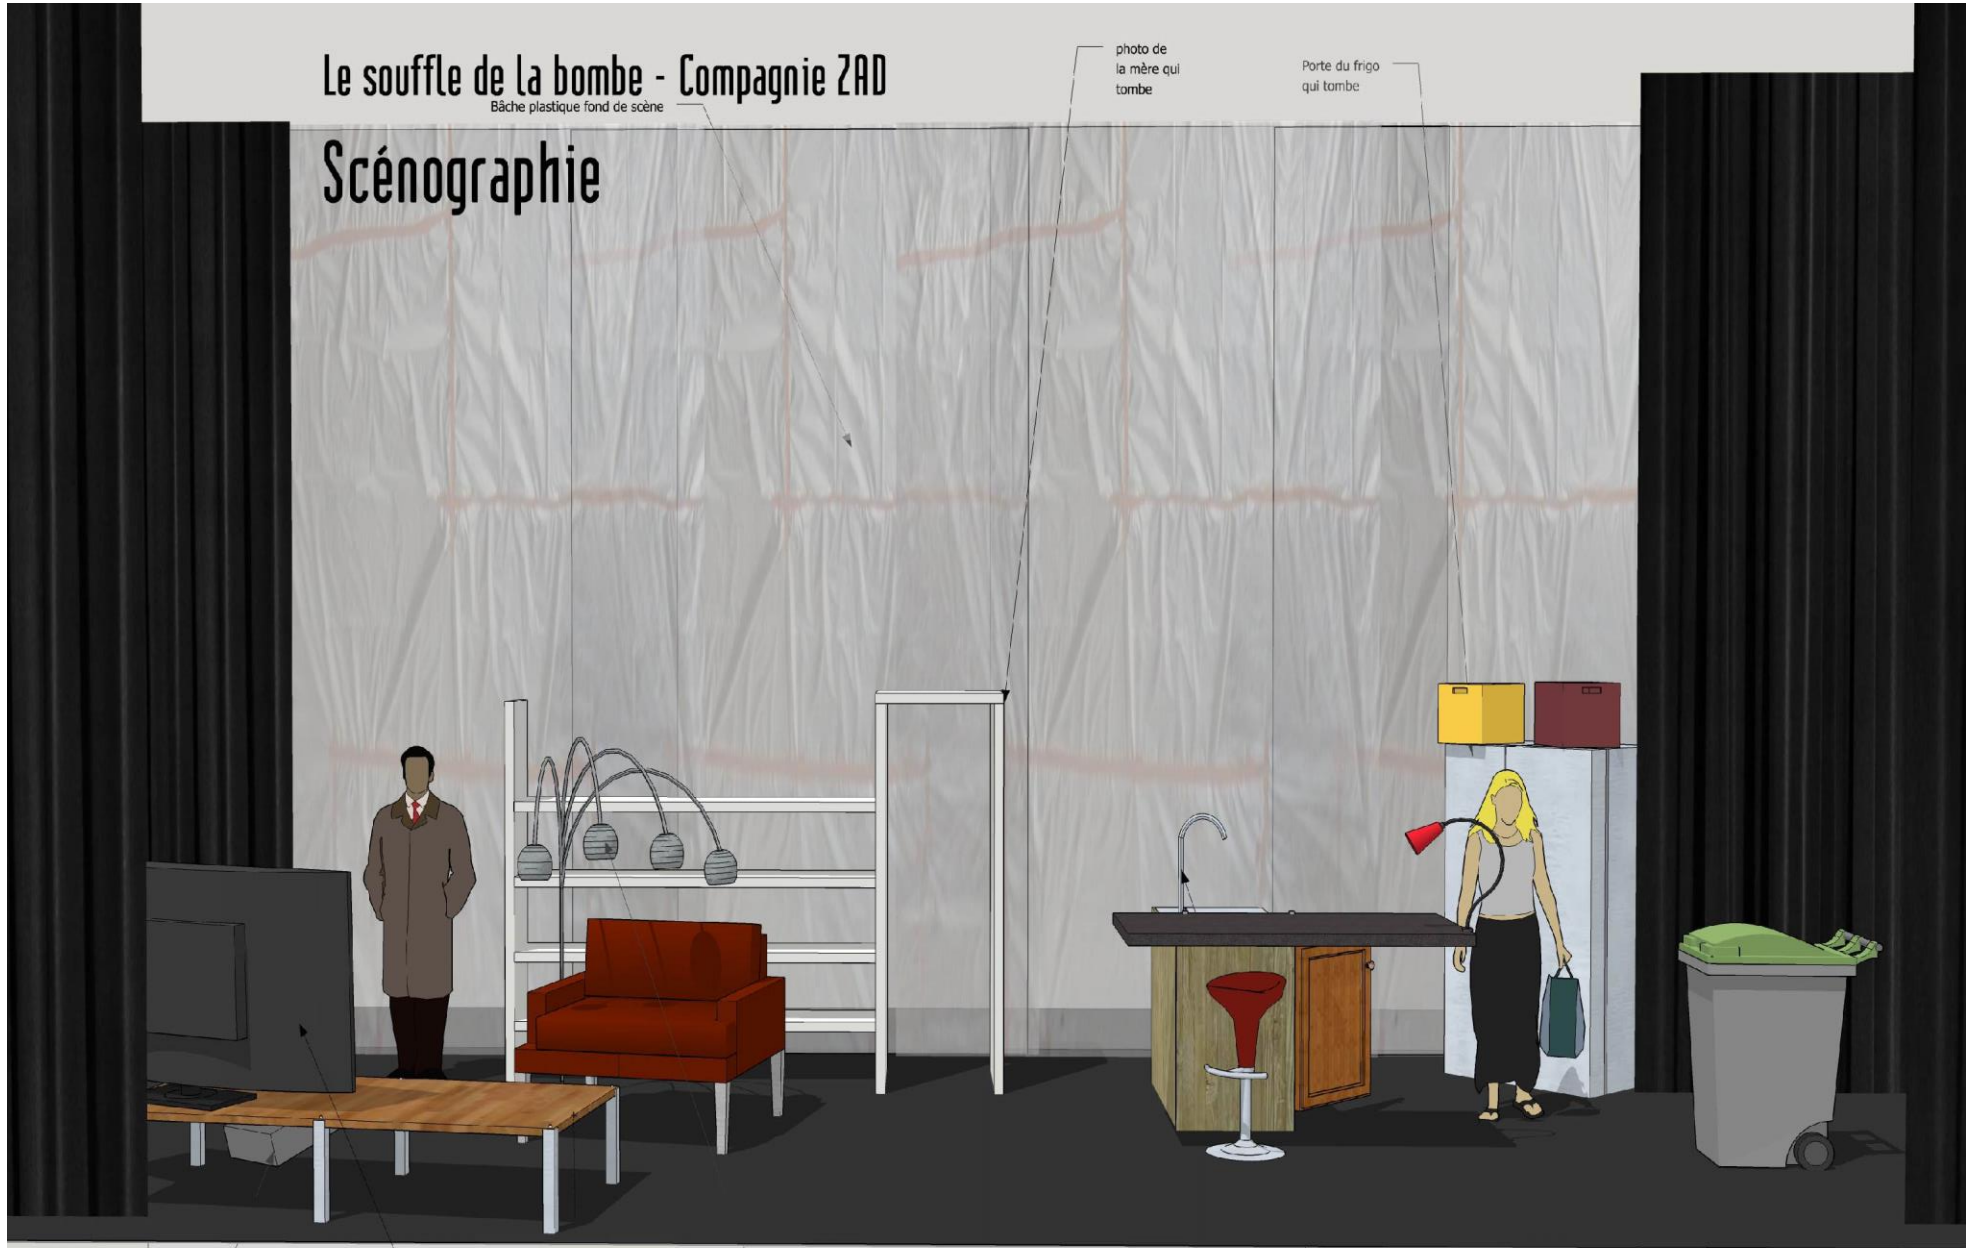 Le souffle de la bombe - Compagnie ZAD
Bâche plastique fond de scène
Scénographie
photo de
la mère qui
tombe
Porte du frigo
qui tombe